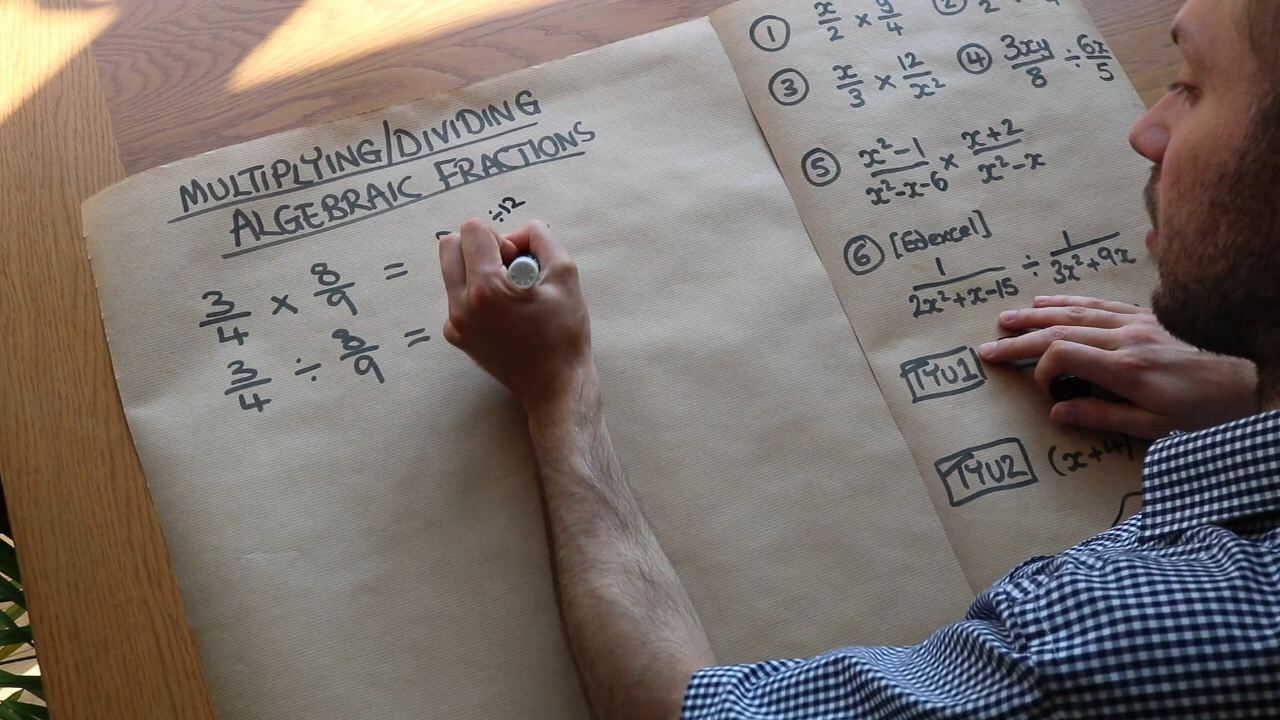 MULTIPLYING/DIVIDING
ALGEBRAIC FRACTIONS
÷12
3/4 × 8/9 =
3/4 ÷ 8/9 =
① x/2 × y/4 ②
③ x/3 × 12/x² ④ 3xy/8 ÷ 6x/5
⑤ x²-1/x²-x-6 × x+2/x²-x
⑥ [Edexcel]
1/2x²+x-15 ÷ 1/3x²+9x
TYU1
TYU2 (x+4)